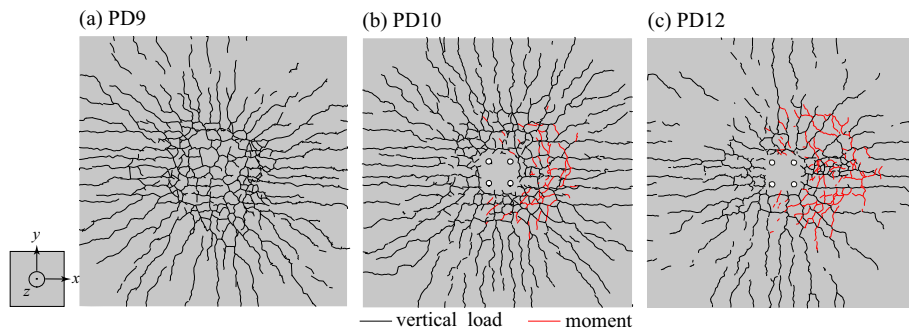 (a) PD9
(b) PD10
(c) PD12
y
x
z
vertical load
moment